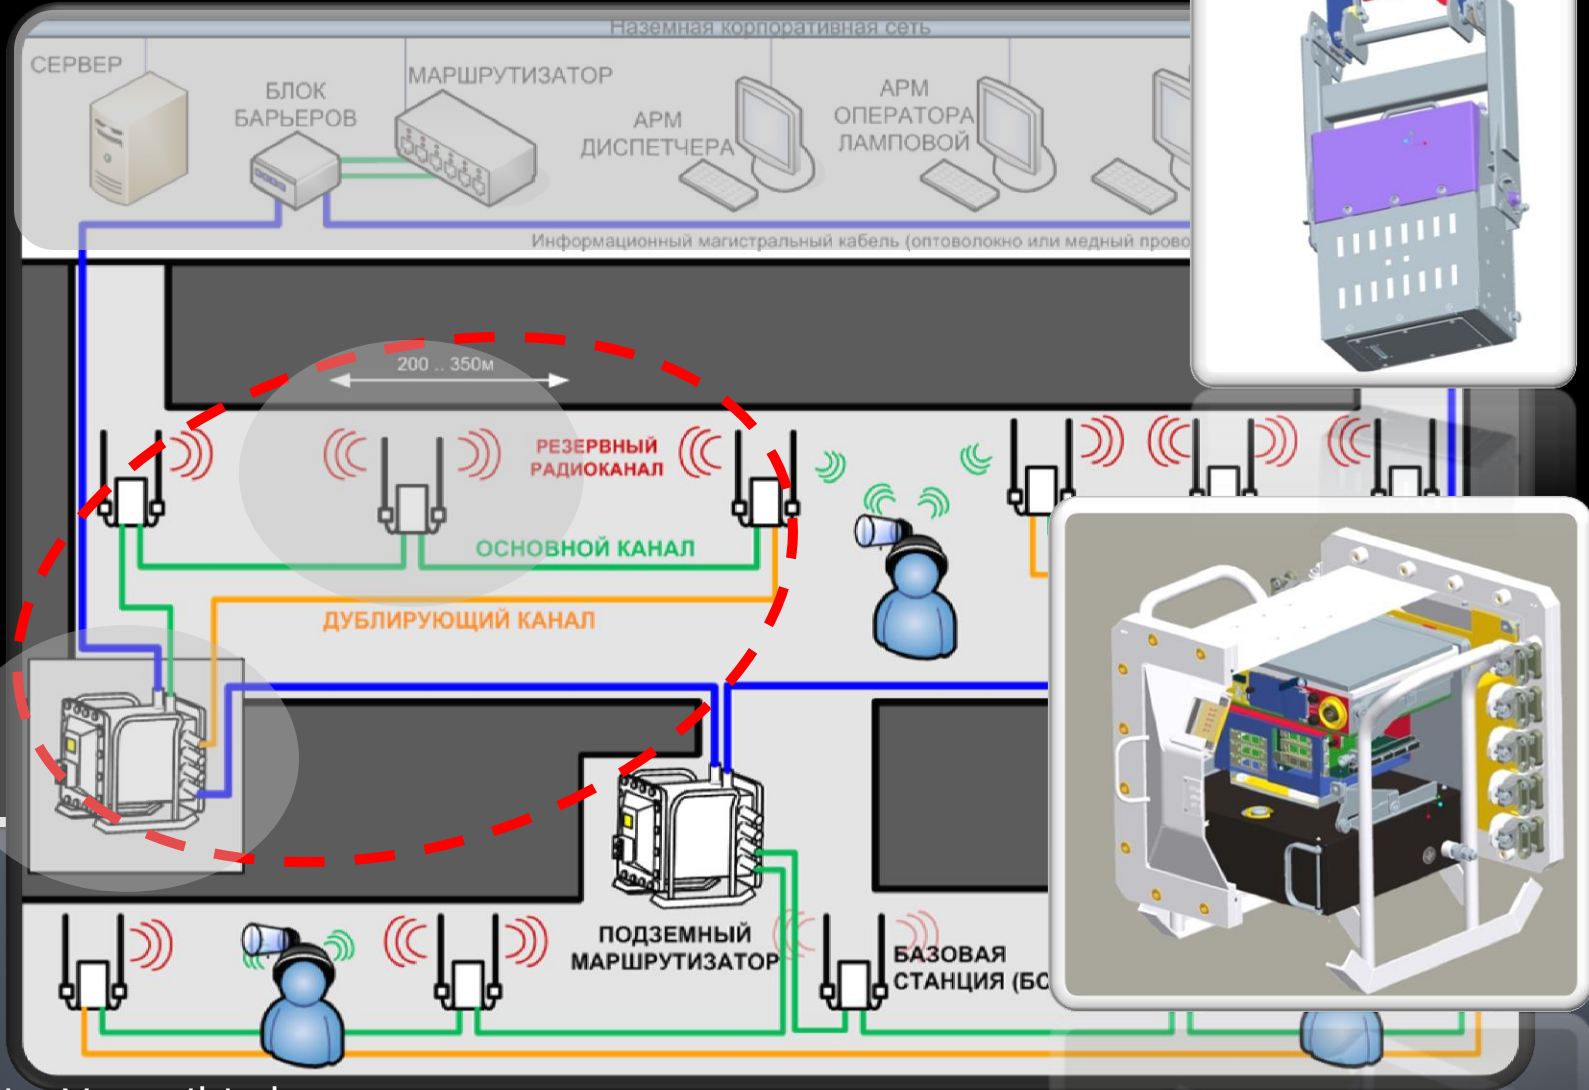 Наземная корпоративная сеть
СЕРВЕР
БЛОК
БАРЬЕРОВ
МАРШРУТИЗАТОР
АРМ
ДИСПЕТЧЕРА
АРМ
ОПЕРАТОРА
ЛАМПОВОЙ
Информационный магистральный кабель (оптоволокно или медный прово
200 .. 350м
РЕЗЕРВНЫЙ
РАДИОКАНАЛ
ОСНОВНОЙ КАНАЛ
ДУБЛИРУЮЩИЙ КАНАЛ
ПОДЗЕМНЫЙ
МАРШРУТИЗАТОР
БАЗОВАЯ
СТАНЦИЯ (БС